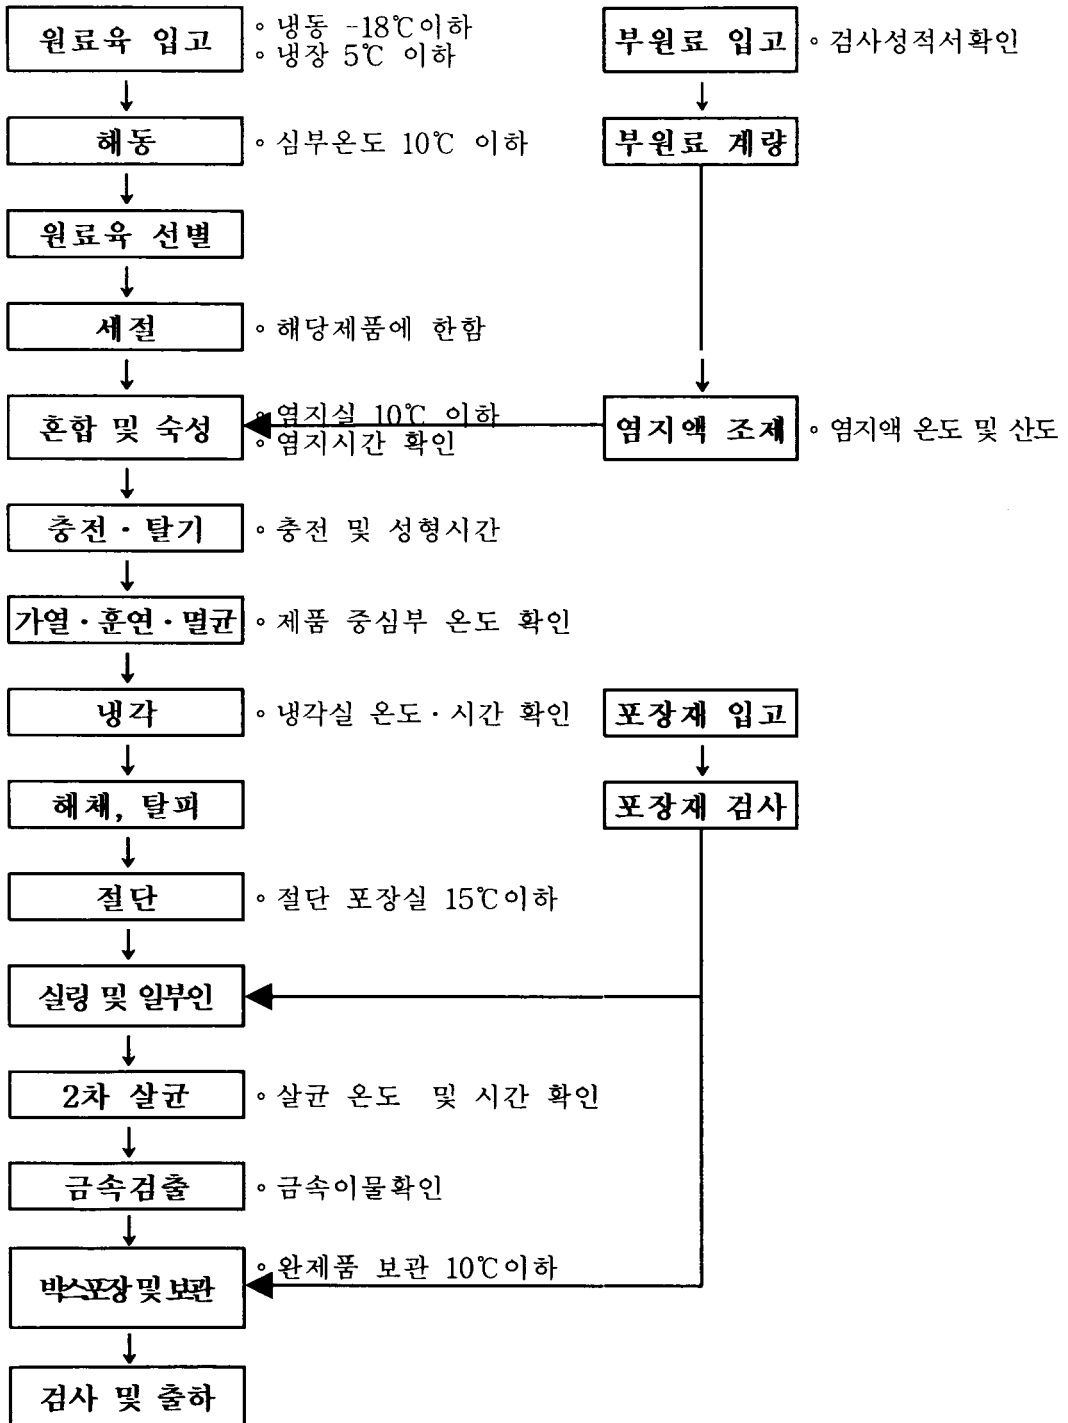 원료육 입고
◦ 냉동 -18℃이하
◦ 냉장 5℃ 이하
부원료 입고
◦ 검사성적서확인
해동
◦ 심부온도 10℃ 이하
부원료 계량
원료육 선별
세절
◦ 해당제품에 한함
혼합 및 숙성
◦ 염지실 10℃ 이하
◦ 염지시간 확인
염지액 조제
◦ 염지액 온도 및 산도
충전·탈기
◦ 충전 및 성형시간
가열·훈연·멸균
◦ 제품 중심부 온도 확인
냉각
◦ 냉각실 온도·시간 확인
포장재 입고
해체, 탈피
포장재 검사
절단
◦ 절단 포장실 15℃이하
실링 및 일부인
2차 살균
◦ 살균 온도 및 시간 확인
금속검출
◦ 금속이물확인
박스포장 및 보관
◦ 완제품 보관 10℃이하
검사 및 출하